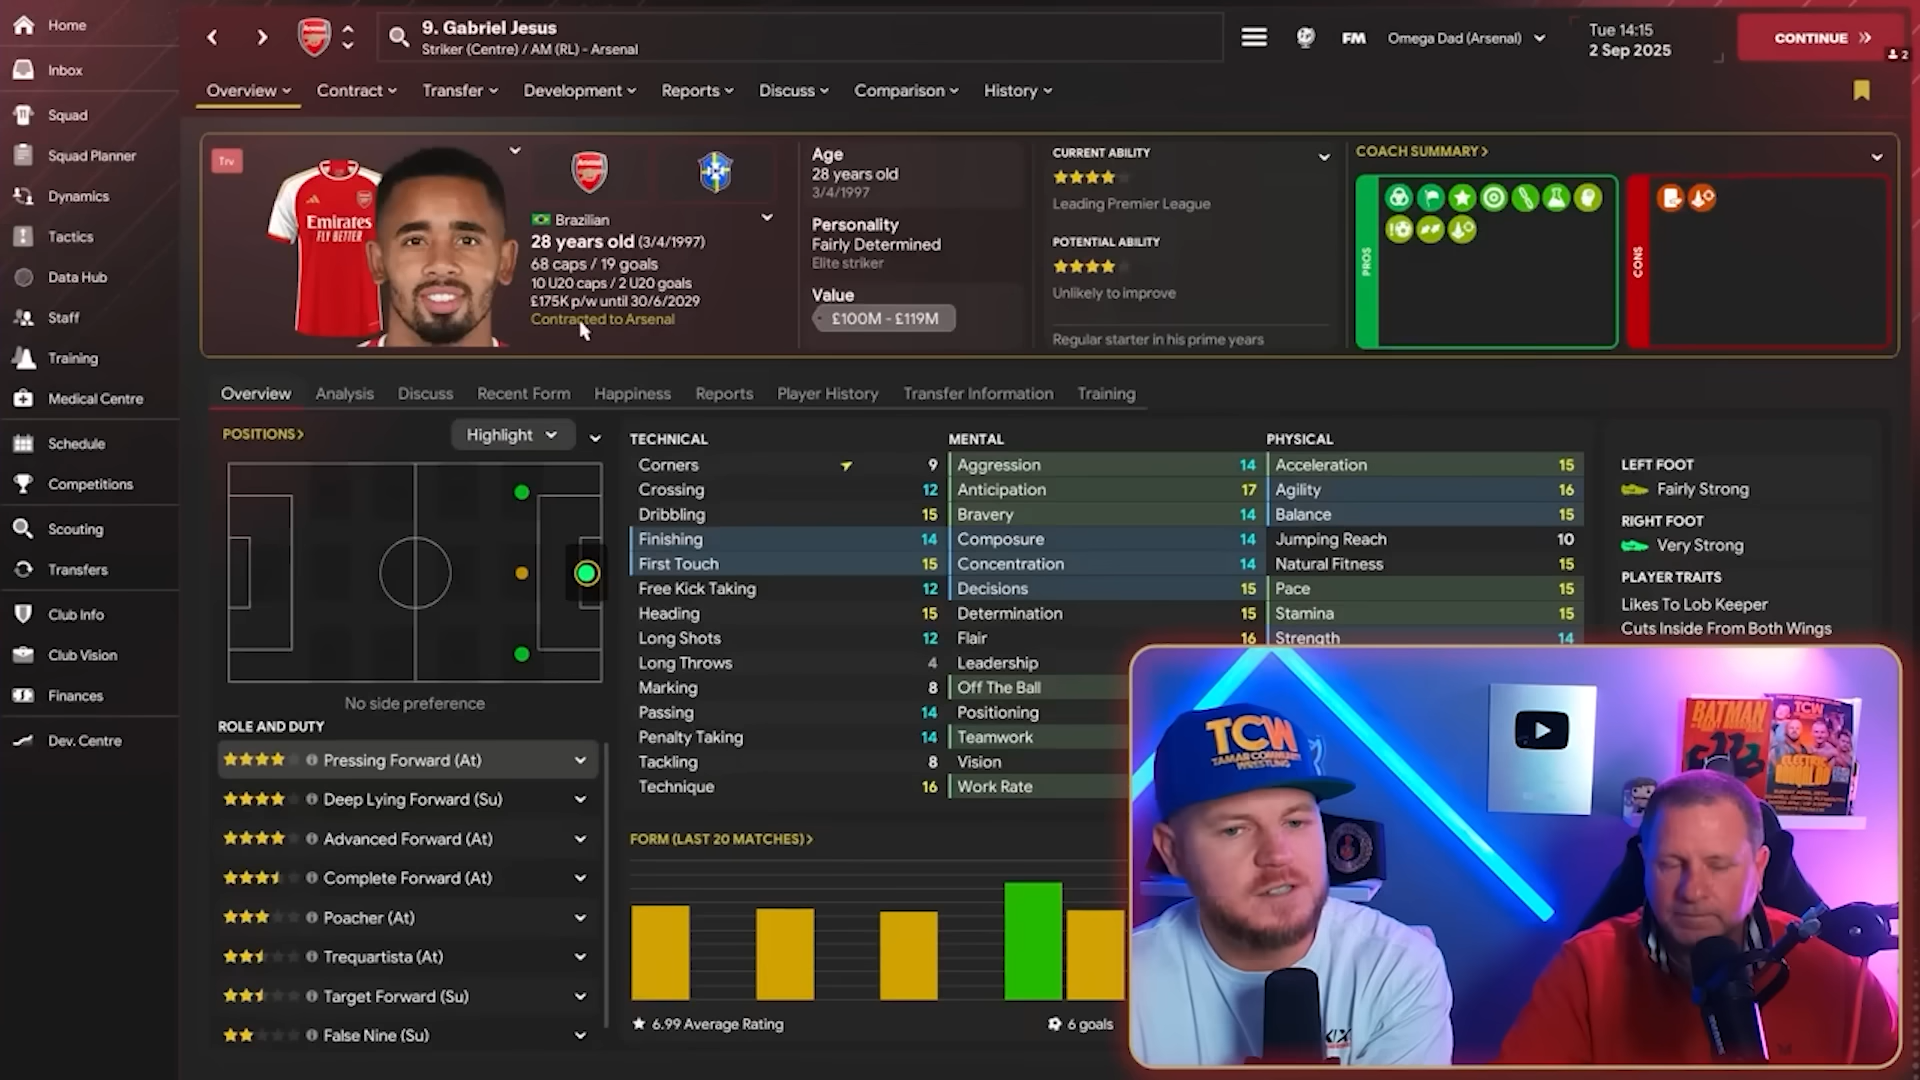 Home
Inbox
Squad
Squad Planner
Dynamics
Tactics
Data Hub
Staff
Training
Medical Centre
Schedule
Competitions
Scouting
Transfers
Club Info
Club Vision
Finances
Dev. Centre
9. Gabriel Jesus
Striker (Centre) / AM (RL) - Arsenal
FM
Omega Dad (Arsenal)
Tue 14:15
2 Sep 2025
CONTINUE
2
Overview
Contract
Transfer
Development
Reports
Discuss
Comparison
History
Trv
Emirates
FLY BETTER
Arsenal
Brazilian
28 years old (3/4/1997)
68 caps / 19 goals
10 U20 caps / 2 U20 goals
£175K p/w until 30/6/2029
Contracted to Arsenal
Age
28 years old
3/4/1997
Personality
Fairly Determined
Elite striker
Value
£100M - £119M
CURRENT ABILITY
Leading Premier League
POTENTIAL ABILITY
Unlikely to improve
Regular starter in his prime years
COACH SUMMARY >
PROS
CONS
Overview
Analysis
Discuss
Recent Form
Happiness
Reports
Player History
Transfer Information
Training
POSITIONS >
Highlight
No side preference
ROLE AND DUTY
Pressing Forward (At)
Deep Lying Forward (Su)
Advanced Forward (At)
Complete Forward (At)
Poacher (At)
Trequartista (At)
Target Forward (Su)
False Nine (Su)
TECHNICAL
Corners 9
Crossing 12
Dribbling 15
Finishing 14
First Touch 15
Free Kick Taking 12
Heading 15
Long Shots 12
Long Throws 4
Marking 8
Passing 14
Penalty Taking 14
Tackling 8
Technique 16
MENTAL
Aggression 14
Anticipation 17
Bravery 14
Composure 14
Concentration 14
Decisions 15
Determination 15
Flair 16
Leadership
Off The Ball
Positioning
Teamwork
Vision
Work Rate
PHYSICAL
Acceleration 15
Agility 16
Balance 15
Jumping Reach 10
Natural Fitness 15
Pace 15
Stamina 15
Strength 14
LEFT FOOT
Fairly Strong
RIGHT FOOT
Very Strong
PLAYER TRAITS
Likes To Lob Keeper
Cuts Inside From Both Wings
FORM (LAST 20 MATCHES) >
6.99 Average Rating
6 goals
TCW
TAMAR COMMUNITY
WRESTLING
BATMAN
TCW
ELECTRIC